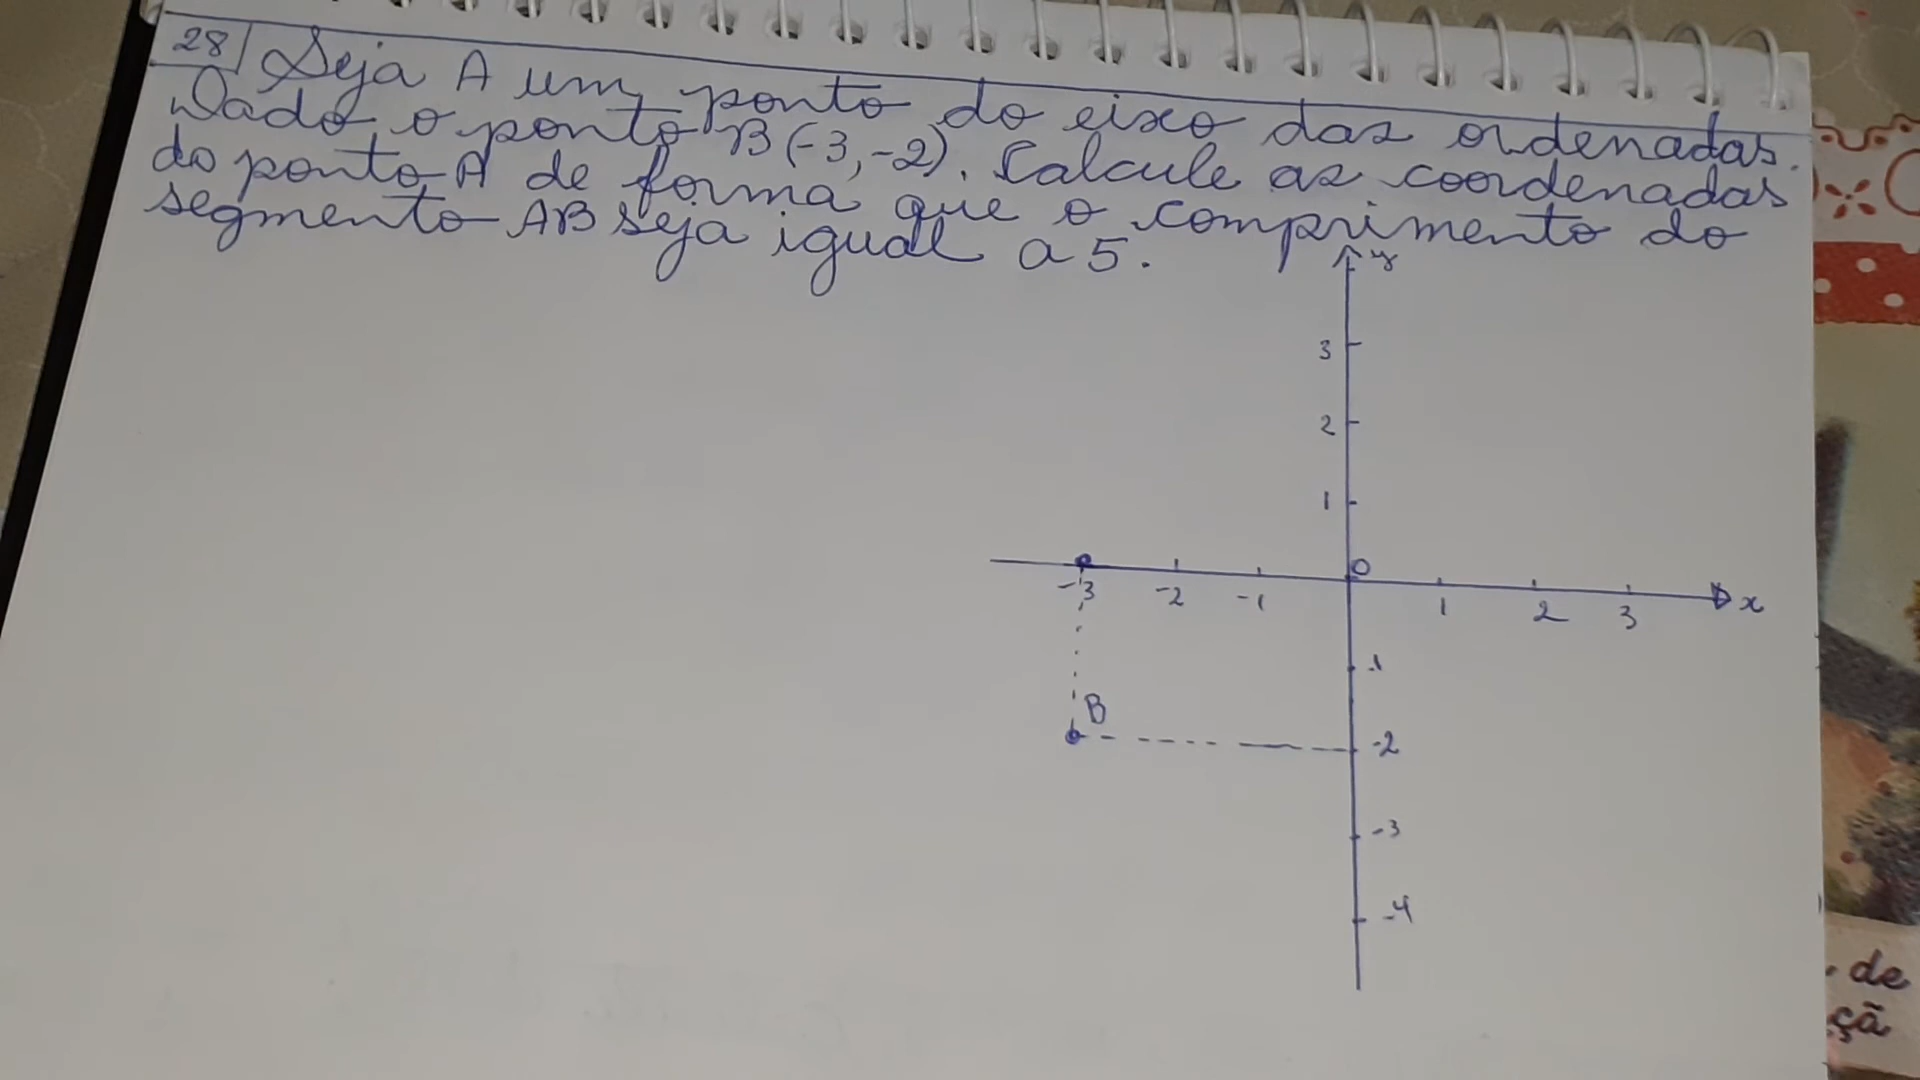 28 Seja A um ponto do eixo das ordenadas.
Dado o ponto B(-3,-2). Calcule as coordenadas
do ponto A de forma que o comprimento do
segmento AB seja igual a 5.
y
3
2
1
0
-3 -2 -1 1 2 3 x
-1
B
-2
-3
-4
de
çã